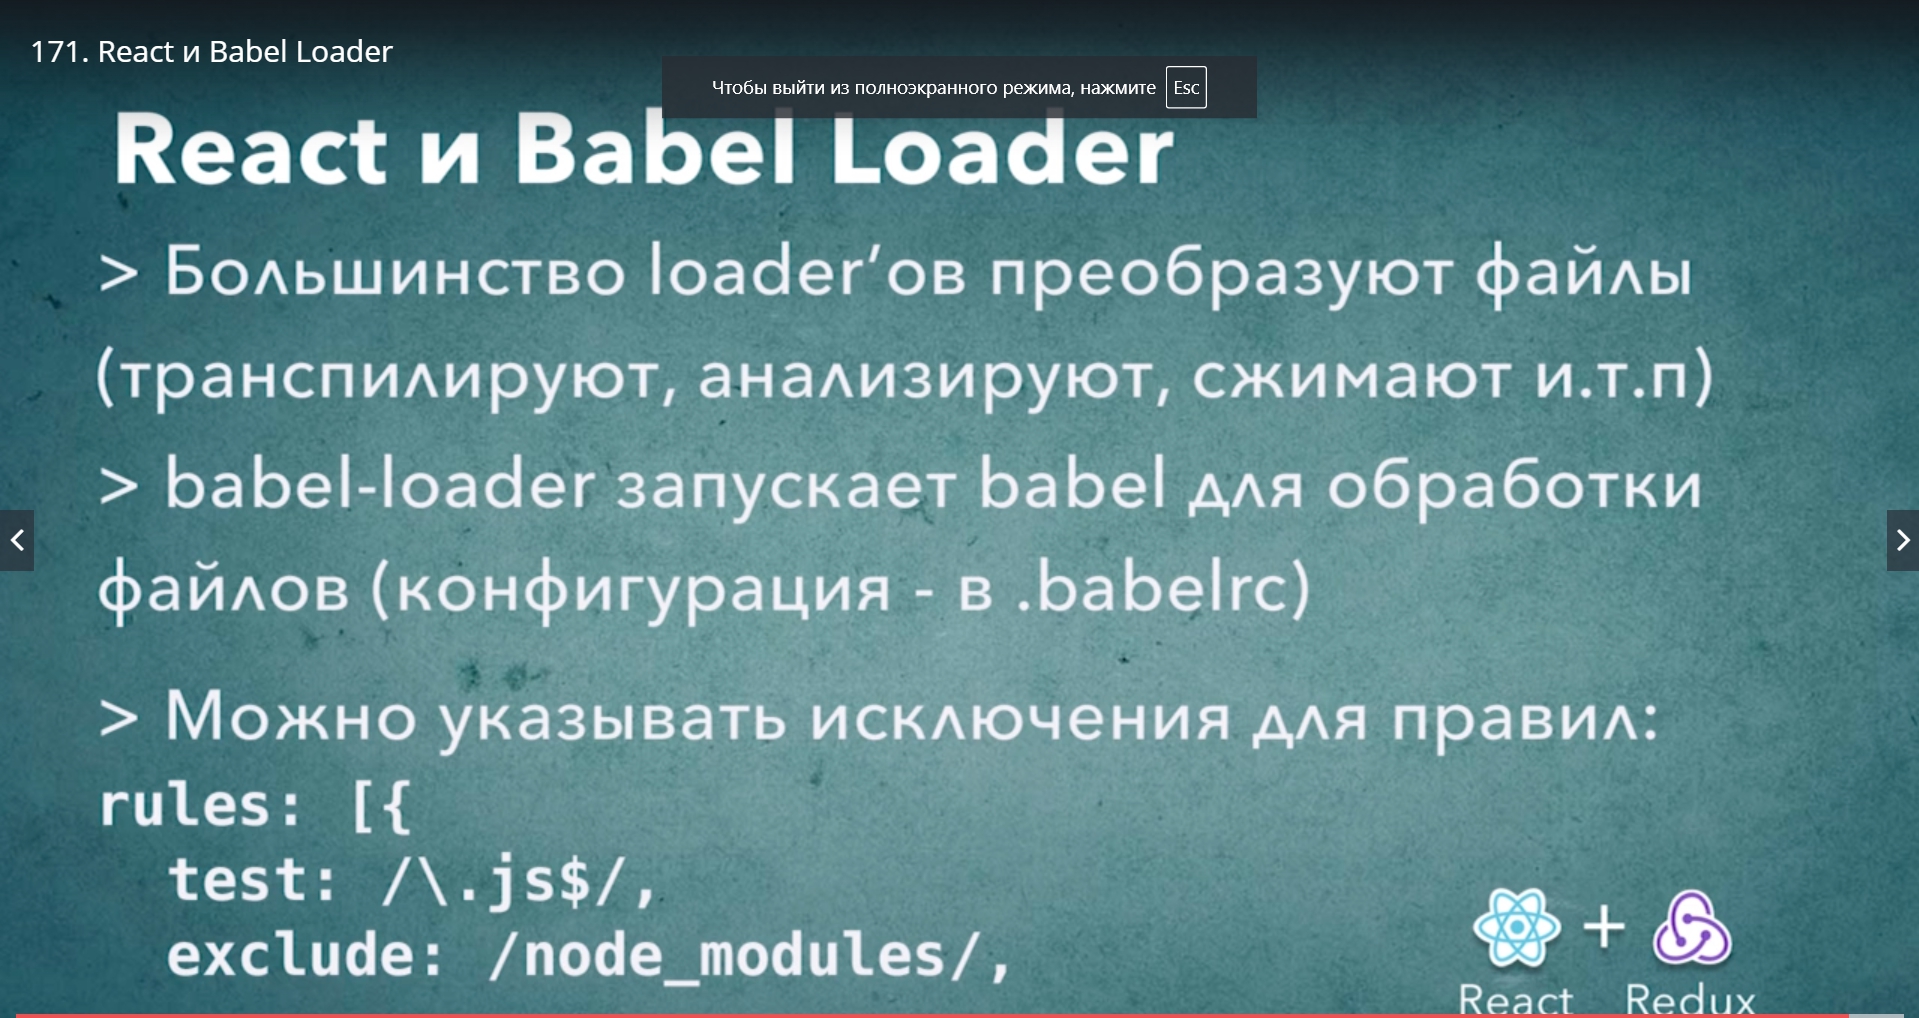 171. React и Babel Loader
Чтобы выйти из полноэкранного режима, нажмите Esc
React и Babel Loader
> Большинство loader’ов преобразуют файлы
(транспилируют, анализируют, сжимают и.т.п)
> babel-loader запускает babel для обработки
файлов (конфигурация - в .babelrc)
> Можно указывать исключения для правил:
rules: [{
test: /\.js$/,
exclude: /node_modules/,
React + Redux